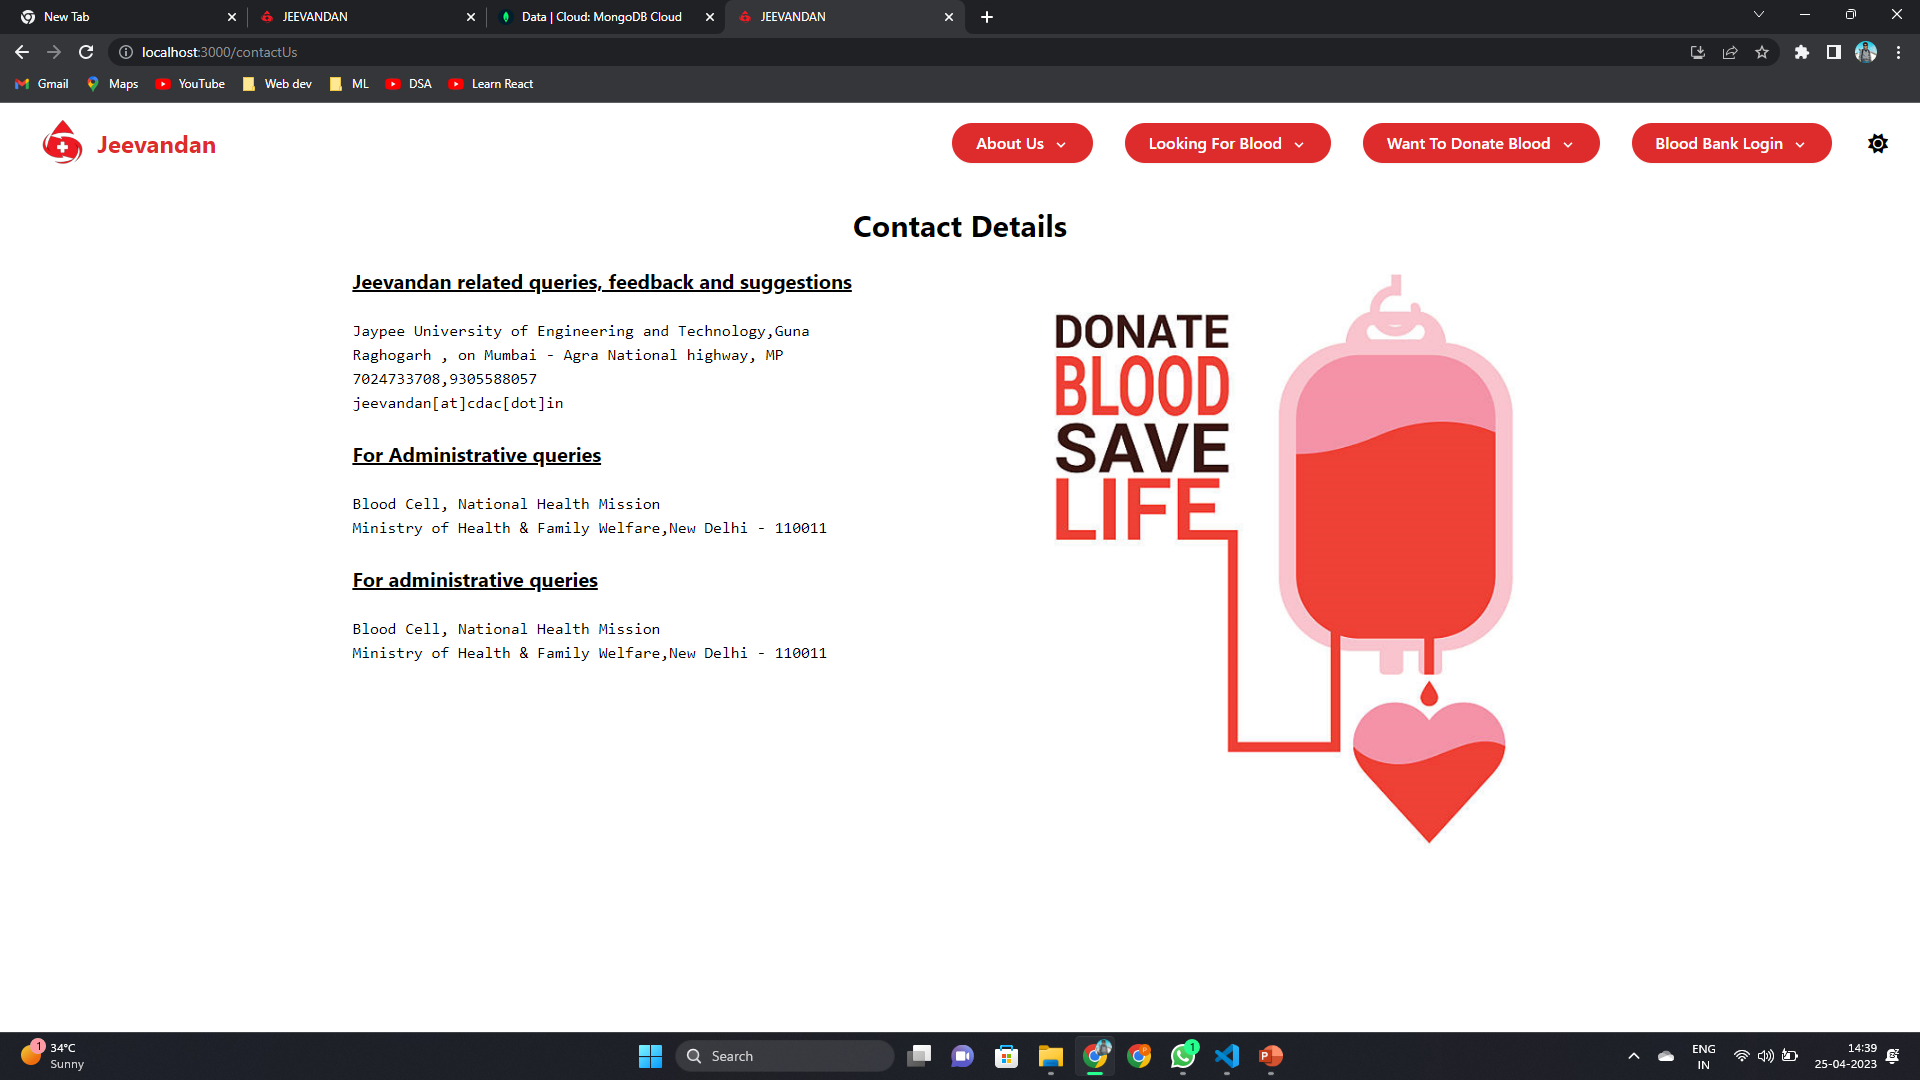 New Tab
JEEVANDAN
Data | Cloud: MongoDB Cloud
JEEVANDAN
localhost:3000/contactUs
Gmail
Maps
YouTube
Web dev
ML
DSA
Learn React
Jeevandan
About Us
Looking For Blood
Want To Donate Blood
Blood Bank Login
Contact Details
Jeevandan related queries, feedback and suggestions
Jaypee University of Engineering and Technology,Guna
Raghogarh , on Mumbai - Agra National highway, MP
7024733708,9305588057
jeevandan[at]cdac[dot]in
For Administrative queries
Blood Cell, National Health Mission
Ministry of Health & Family Welfare,New Delhi - 110011
For administrative queries
Blood Cell, National Health Mission
Ministry of Health & Family Welfare,New Delhi - 110011
DONATE
BLOOD
SAVE
LIFE
1
34°C
Sunny
Search
1
ENG
IN
14:39
25-04-2023